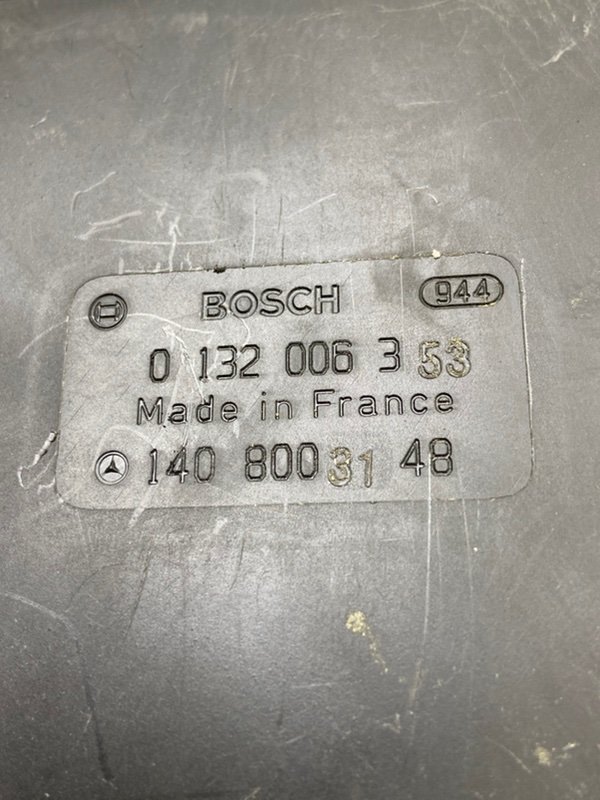 BOSCH 944
0 132 006 3 53
Made in France
140 800 31 48